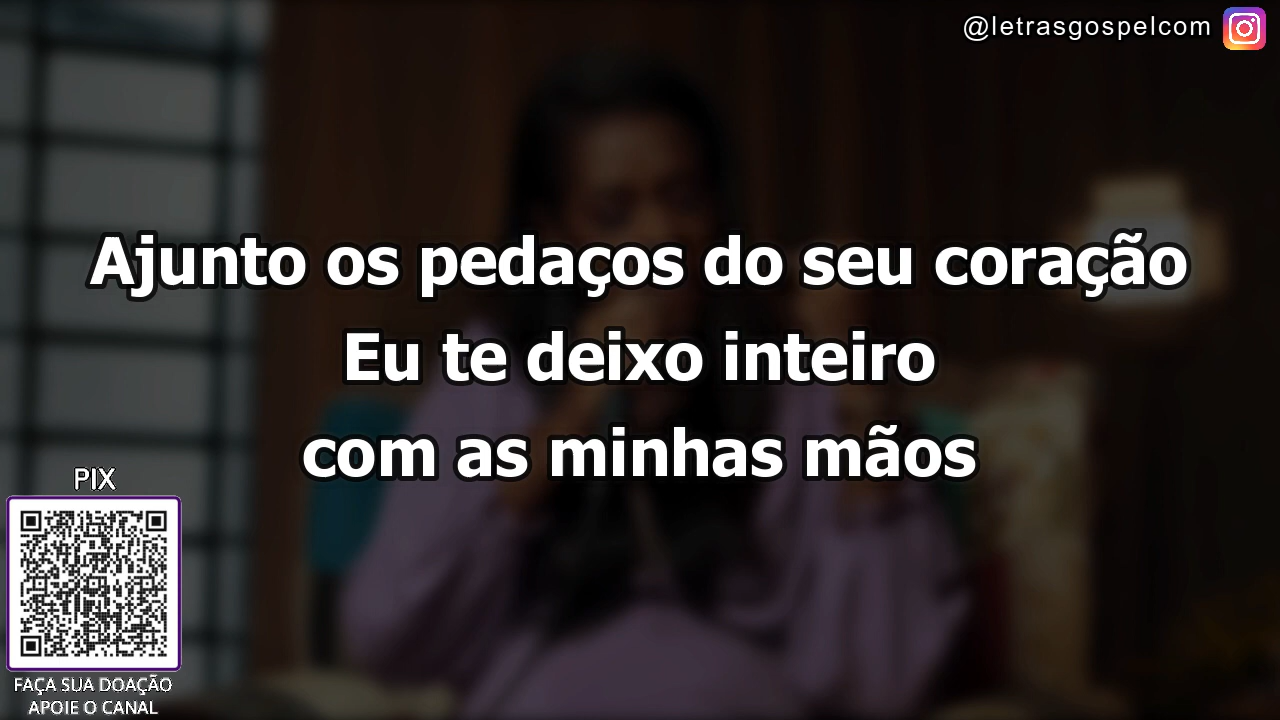 @letrasgospelcom
Ajunto os pedaços do seu coração
Eu te deixo inteiro
com as minhas mãos
PIX
FAÇA SUA DOAÇÃO
APOIE O CANAL